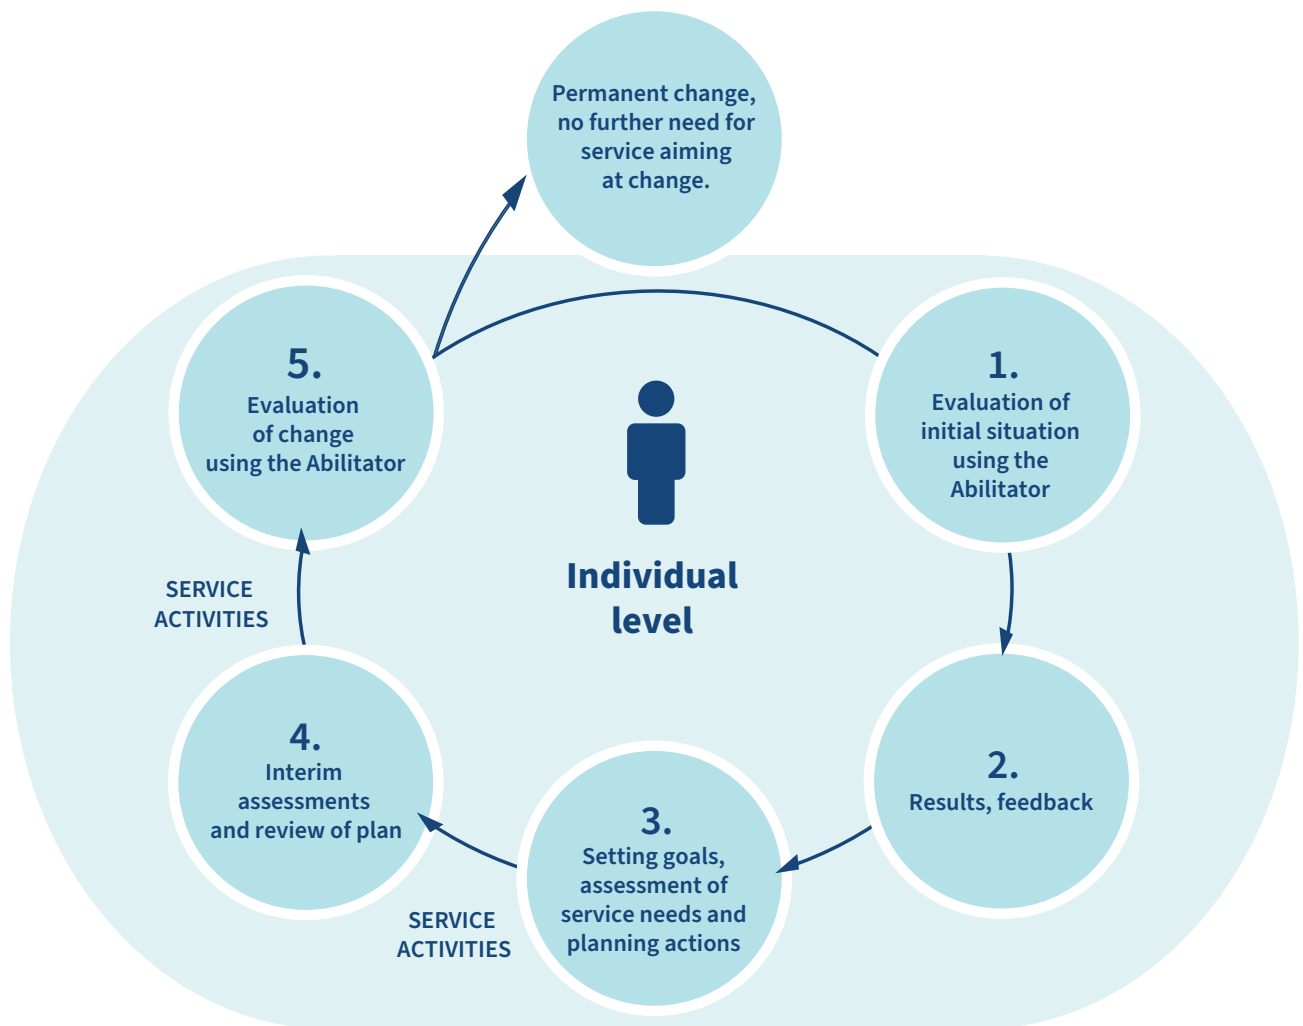 Permanent change,
no further need for
service aiming
at change.
1.
Evaluation of
initial situation
using the
Abilitator
2.
Results, feedback
3.
Setting goals,
assessment of
service needs and
planning actions
SERVICE
ACTIVITIES
4.
Interim
assessments
and review of plan
SERVICE
ACTIVITIES
5.
Evaluation
of change
using the Abilitator
Individual
level